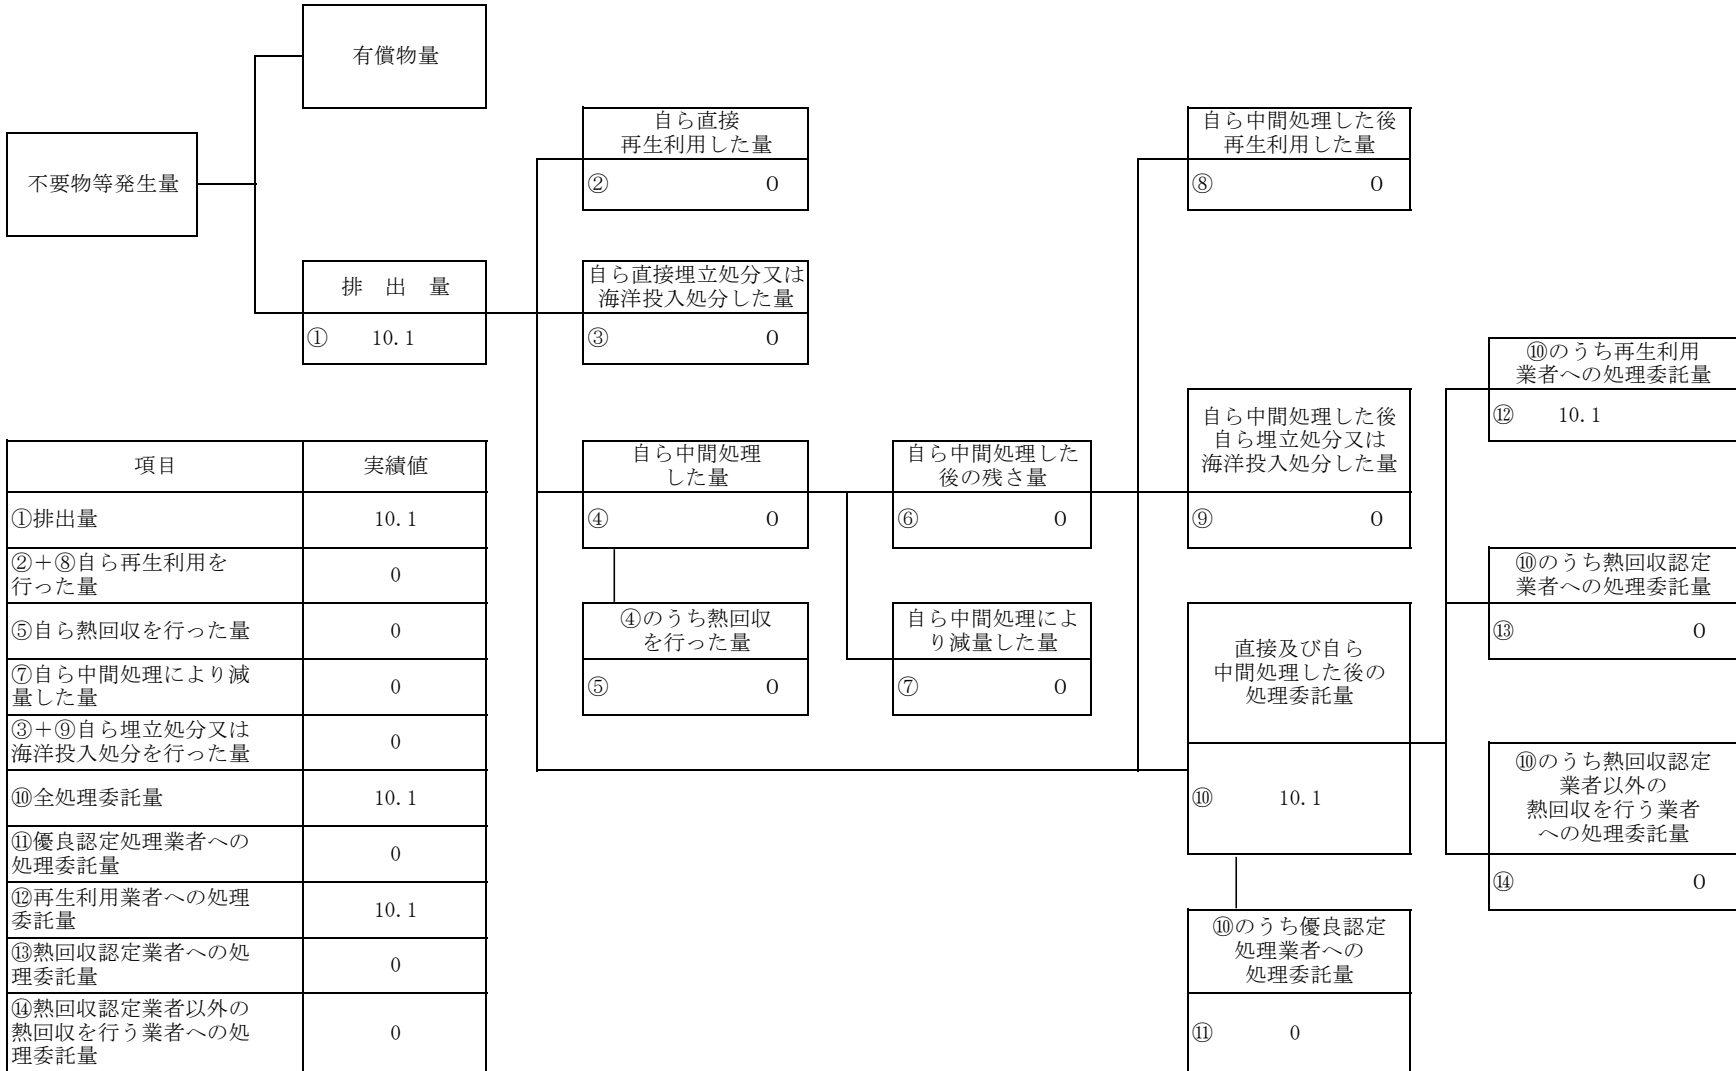 有償物量
不要物等発生量
排 出 量
① 10.1
自ら直接
再生利用した量
② 0
自ら直接埋立処分又は
海洋投入処分した量
③ 0
自ら中間処理
した量
④ 0
④のうち熱回収
を行った量
⑤ 0
自ら中間処理した
後の残さ量
⑥ 0
自ら中間処理によ
り減量した量
⑦ 0
自ら中間処理した後
再生利用した量
⑧ 0
自ら中間処理した後
自ら埋立処分又は
海洋投入処分した量
⑨ 0
直接及び自ら
中間処理した後の
処理委託量
⑩ 10.1
⑩のうち優良認定
処理業者への
処理委託量
⑪ 0
⑩のうち再生利用
業者への処理委託量
⑫ 10.1
⑩のうち熱回収認定
業者への処理委託量
⑬ 0
⑩のうち熱回収認定
業者以外の
熱回収を行う業者
への処理委託量
⑭ 0
項目 実績値
①排出量 10.1
②＋⑧自ら再生利用を
行った量 0
⑤自ら熱回収を行った量 0
⑦自ら中間処理により減
量した量 0
③＋⑨自ら埋立処分又は
海洋投入処分を行った量 0
⑩全処理委託量 10.1
⑪優良認定処理業者への
処理委託量 0
⑫再生利用業者への処理
委託量 10.1
⑬熱回収認定業者への処
理委託量 0
⑭熱回収認定業者以外の
熱回収を行う業者への処
理委託量 0